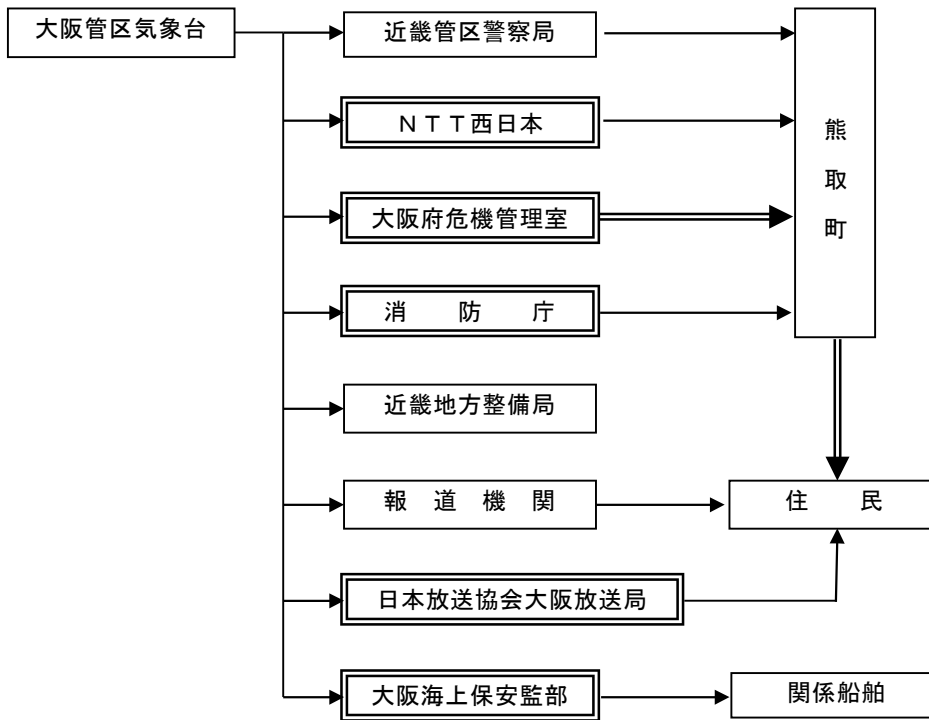 大阪管区気象台
近畿管区警察局
ＮＴＴ西日本
大阪府危機管理室
消　防　庁
近畿地方整備局
報　道　機　関
日本放送協会大阪放送局
大阪海上保安監部
熊取町
住　民
関係船舶